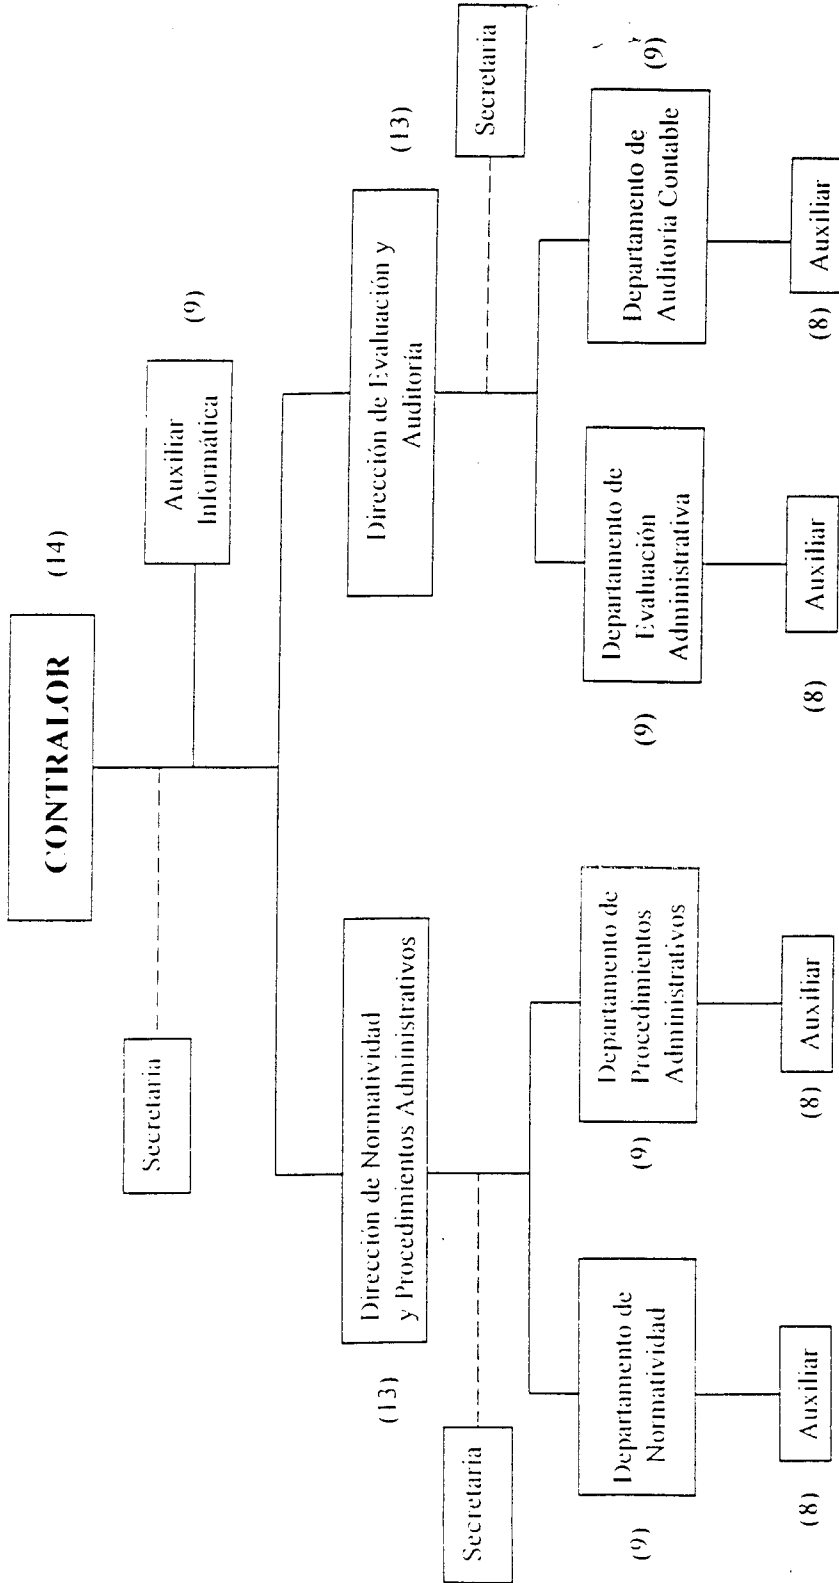 CONTRALOR
(14)
Secretaria
Auxiliar
Informática
(9)
Dirección de Normatividad
y Procedimientos Administrativos
(13)
Dirección de Evaluación y
Auditoría
(13)
Secretaria
Secretaria
Departamento de
Normatividad
(9)
Departamento de
Procedimientos
Administrativos
(9)
Departamento de
Evaluación
Administrativa
(9)
Departamento de
Auditoría Contable
(9)
Auxiliar
(8)
Auxiliar
(8)
Auxiliar
(8)
Auxiliar
(8)